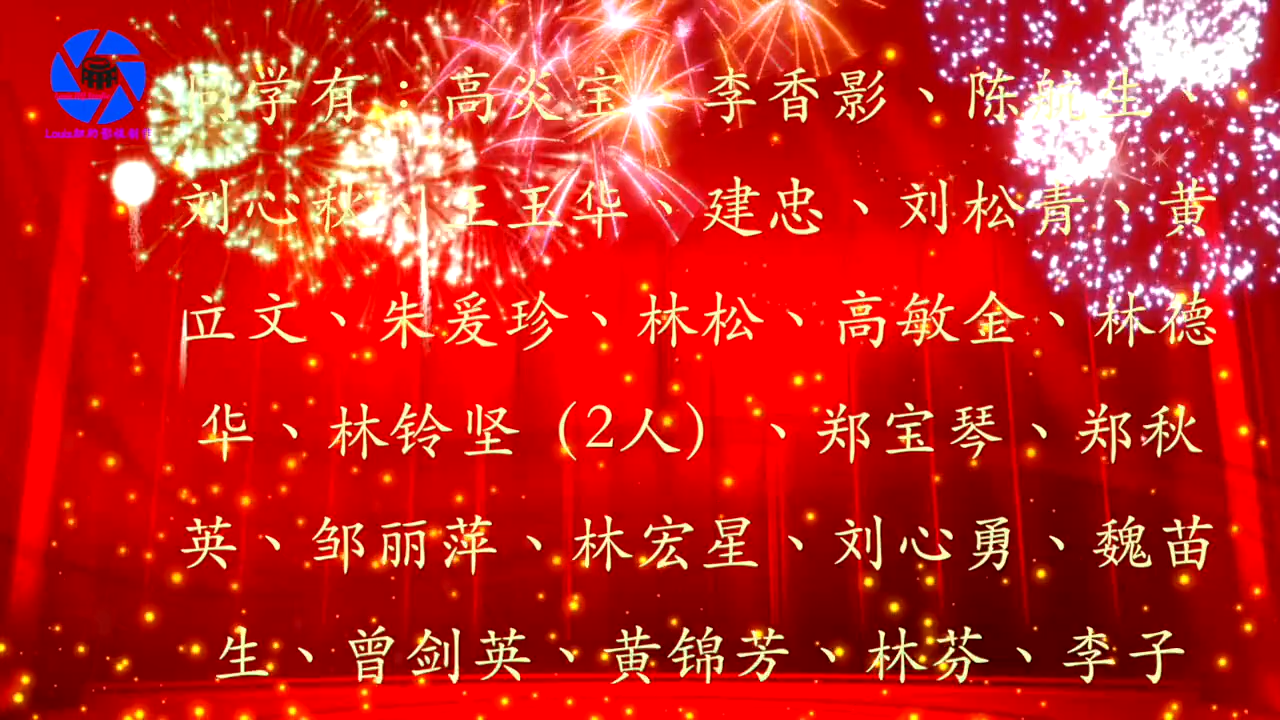 同学有：高炎宝、李香影、陈航生、
刘心秋、王玉华、建忠、刘松青、黄
立文、朱爱珍、林松、高敏金、林德
华、林铃坚（2人）、郑宝琴、郑秋
英、邹丽萍、林宏星、刘心勇、魏苗
生、曾剑英、黄锦芳、林芬、李子